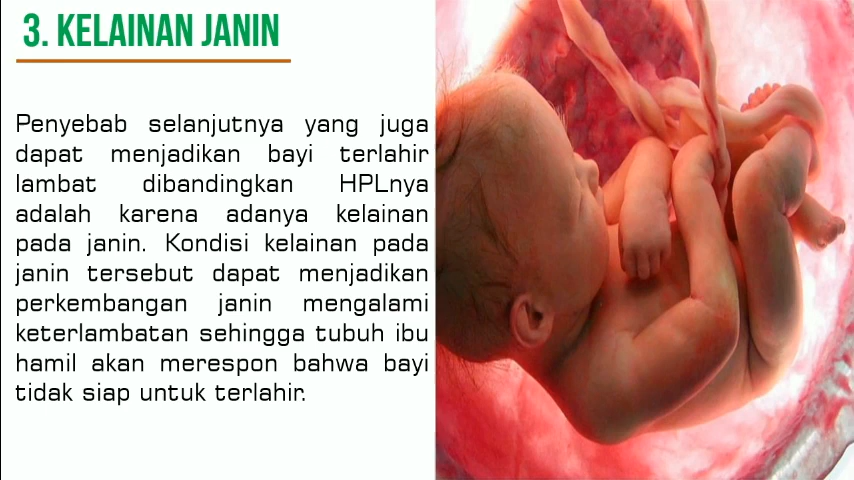 3. KELAINAN JANIN
Penyebab selanjutnya yang juga
dapat menjadikan bayi terlahir
lambat dibandingkan HPLnya
adalah karena adanya kelainan
pada janin. Kondisi kelainan pada
janin tersebut dapat menjadikan
perkembangan janin mengalami
keterlambatan sehingga tubuh ibu
hamil akan merespon bahwa bayi
tidak siap untuk terlahir.